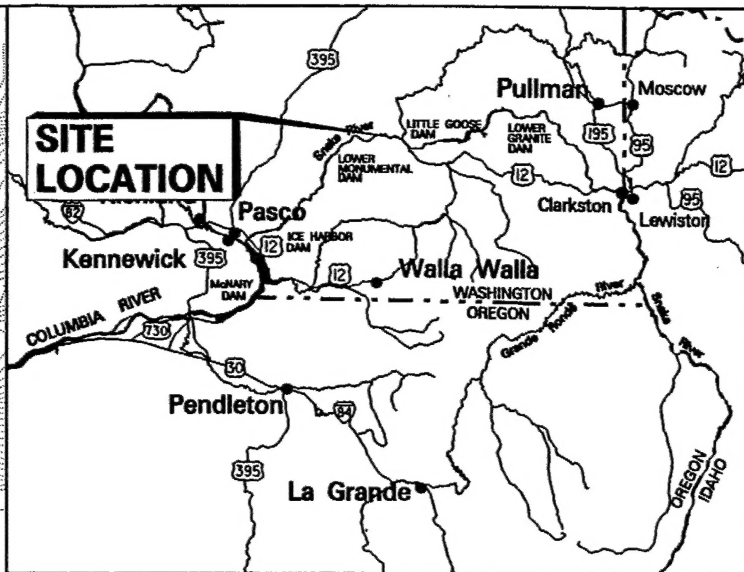 395
Pullman
Moscow
SITE
LOCATION
Snake River
LITTLE GOOSE
DAM
LOWER
GRANITE
DAM
195
95
LOWER
MONUMENTAL
DAM
12
12
Clarkston
95
Lewiston
82
Pasco
12
ICE HARBOR
DAM
Kennewick
395
McNARY
DAM
12
Walla Walla
WASHINGTON
OREGON
COLUMBIA RIVER
730
Grande Ronde River
Snake River
30
Pendleton
84
395
La Grande
OREGON
IDAHO